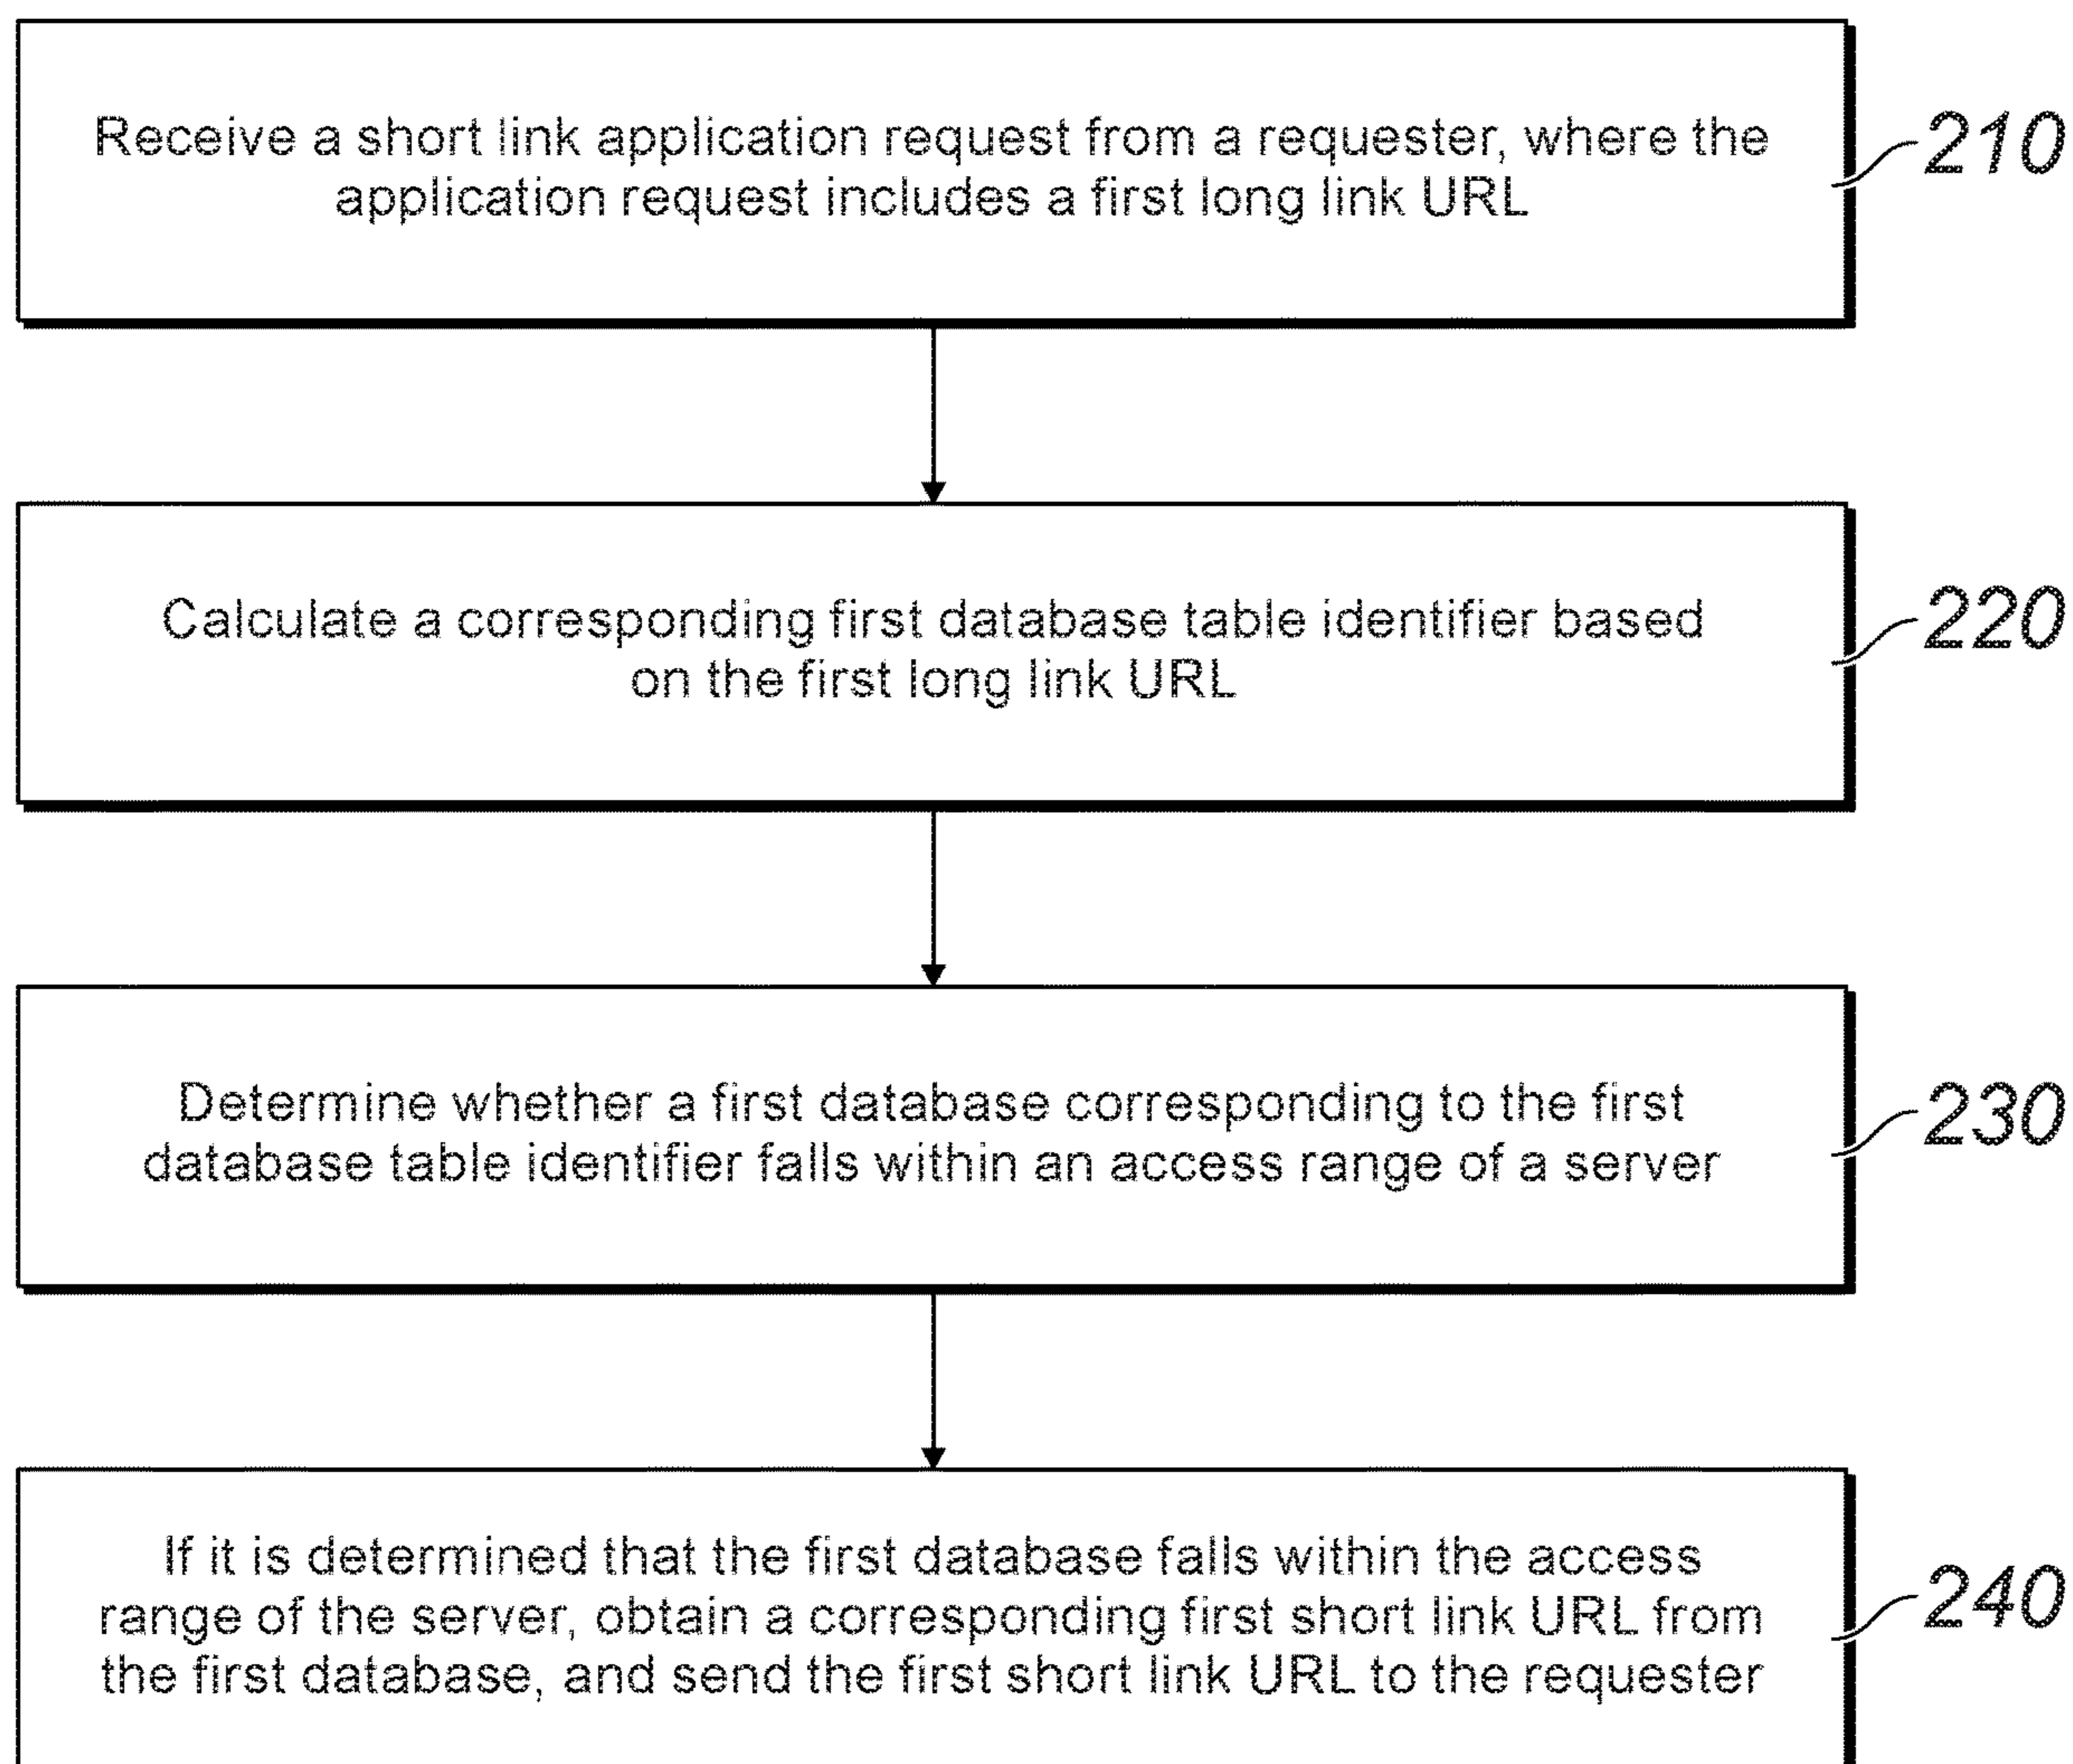 Receive a short link application request from a requester, where the
application request includes a first long link URL
210
Calculate a corresponding first database table identifier based
on the first long link URL
220
Determine whether a first database corresponding to the first
database table identifier falls within an access range of a server
230
If it is determined that the first database falls within the access
range of the server, obtain a corresponding first short link URL from
the first database, and send the first short link URL to the requester
240